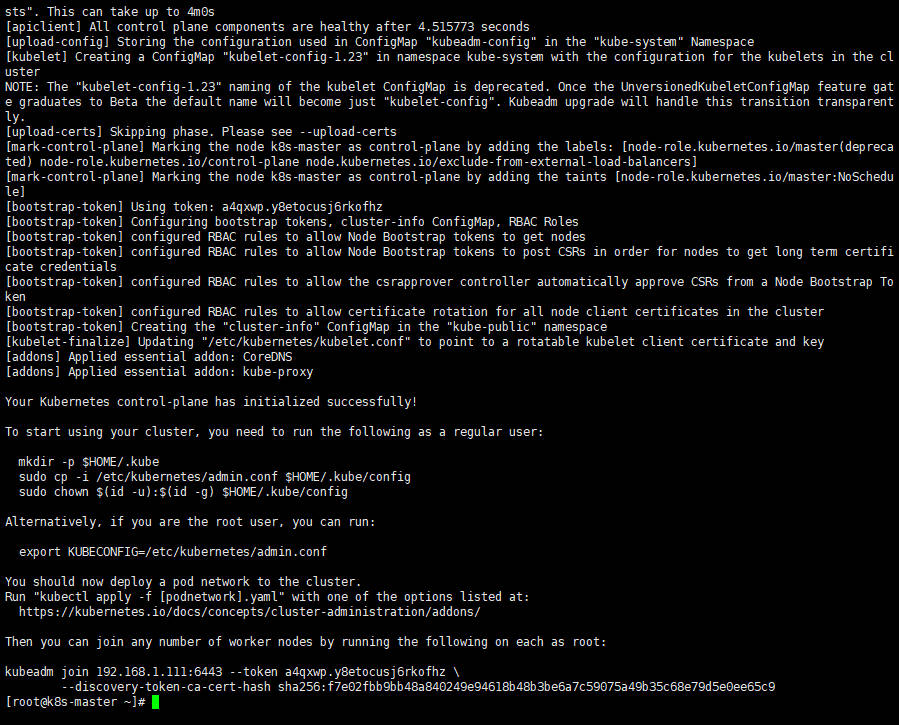 sts". This can take up to 4m0s
[apiclient] All control plane components are healthy after 4.515773 seconds
[upload-config] Storing the configuration used in ConfigMap "kubeadm-config" in the "kube-system" Namespace
[kubelet] Creating a ConfigMap "kubelet-config-1.23" in namespace kube-system with the configuration for the kubelets in the cl
uster
NOTE: The "kubelet-config-1.23" naming of the kubelet ConfigMap is deprecated. Once the UnversionedKubeletConfigMap feature gat
e graduates to Beta the default name will become just "kubelet-config". Kubeadm upgrade will handle this transition transparent
ly.
[upload-certs] Skipping phase. Please see --upload-certs
[mark-control-plane] Marking the node k8s-master as control-plane by adding the labels: [node-role.kubernetes.io/master(depreca
ted) node-role.kubernetes.io/control-plane node.kubernetes.io/exclude-from-external-load-balancers]
[mark-control-plane] Marking the node k8s-master as control-plane by adding the taints [node-role.kubernetes.io/master:NoSchedu
le]
[bootstrap-token] Using token: a4qxwp.y8etocusj6rkofhz
[bootstrap-token] Configuring bootstrap tokens, cluster-info ConfigMap, RBAC Roles
[bootstrap-token] configured RBAC rules to allow Node Bootstrap tokens to get nodes
[bootstrap-token] configured RBAC rules to allow Node Bootstrap tokens to post CSRs in order for nodes to get long term certifi
cate credentials
[bootstrap-token] configured RBAC rules to allow the csrapprover controller automatically approve CSRs from a Node Bootstrap To
ken
[bootstrap-token] configured RBAC rules to allow certificate rotation for all node client certificates in the cluster
[bootstrap-token] Creating the "cluster-info" ConfigMap in the "kube-public" namespace
[kubelet-finalize] Updating "/etc/kubernetes/kubelet.conf" to point to a rotatable kubelet client certificate and key
[addons] Applied essential addon: CoreDNS
[addons] Applied essential addon: kube-proxy
Your Kubernetes control-plane has initialized successfully!
To start using your cluster, you need to run the following as a regular user:
mkdir -p $HOME/.kube
sudo cp -i /etc/kubernetes/admin.conf $HOME/.kube/config
sudo chown $(id -u):$(id -g) $HOME/.kube/config
Alternatively, if you are the root user, you can run:
export KUBECONFIG=/etc/kubernetes/admin.conf
You should now deploy a pod network to the cluster.
Run "kubectl apply -f [podnetwork].yaml" with one of the options listed at:
https://kubernetes.io/docs/concepts/cluster-administration/addons/
Then you can join any number of worker nodes by running the following on each as root:
kubeadm join 192.168.1.111:6443 --token a4qxwp.y8etocusj6rkofhz \
--discovery-token-ca-cert-hash sha256:f7e02fbb9bb48a840249e94618b48b3be6a7c59075a49b35c68e79d5e0ee65c9
[root@k8s-master ~]#